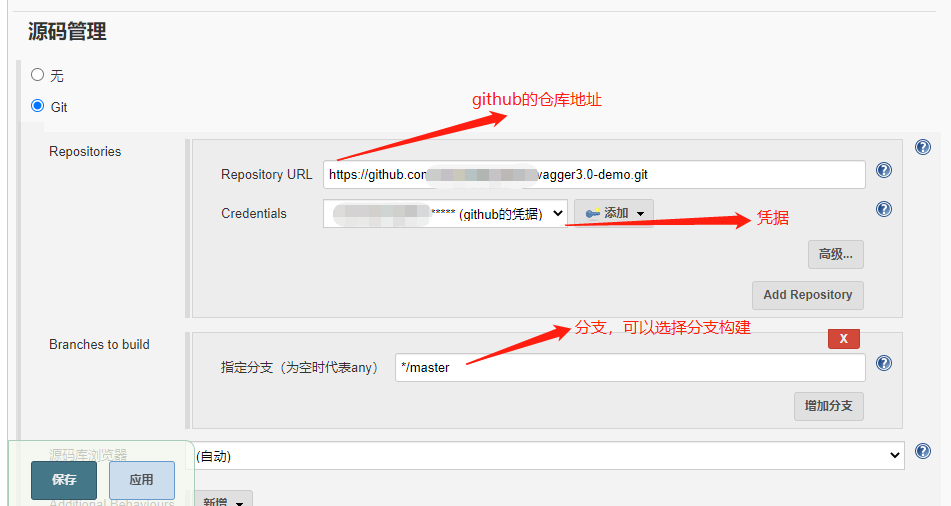 源码管理
无
Git
github的仓库地址
Repositories
Repository URL
https://github.con vagger3.0-demo.git
Credentials
***** (github的凭据)
添加
凭据
高级...
Add Repository
分支，可以选择分支构建
X
Branches to build
指定分支（为空时代表any）
*/master
增加分支
源码库浏览器
(自动)
保存
应用
Additional Behaviours
新增